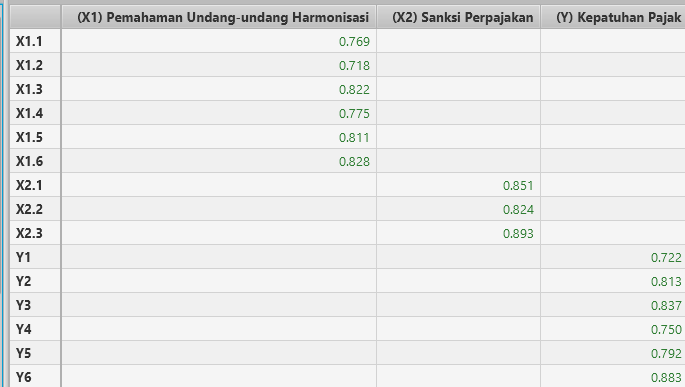 (X1) Pemahaman Undang-undang Harmonisasi (X2) Sanksi Perpajakan (Y) Kepatuhan Pajak
X1.1 0.769
X1.2 0.718
X1.3 0.822
X1.4 0.775
X1.5 0.811
X1.6 0.828
X2.1 0.851
X2.2 0.824
X2.3 0.893
Y1 0.722
Y2 0.813
Y3 0.837
Y4 0.750
Y5 0.792
Y6 0.883